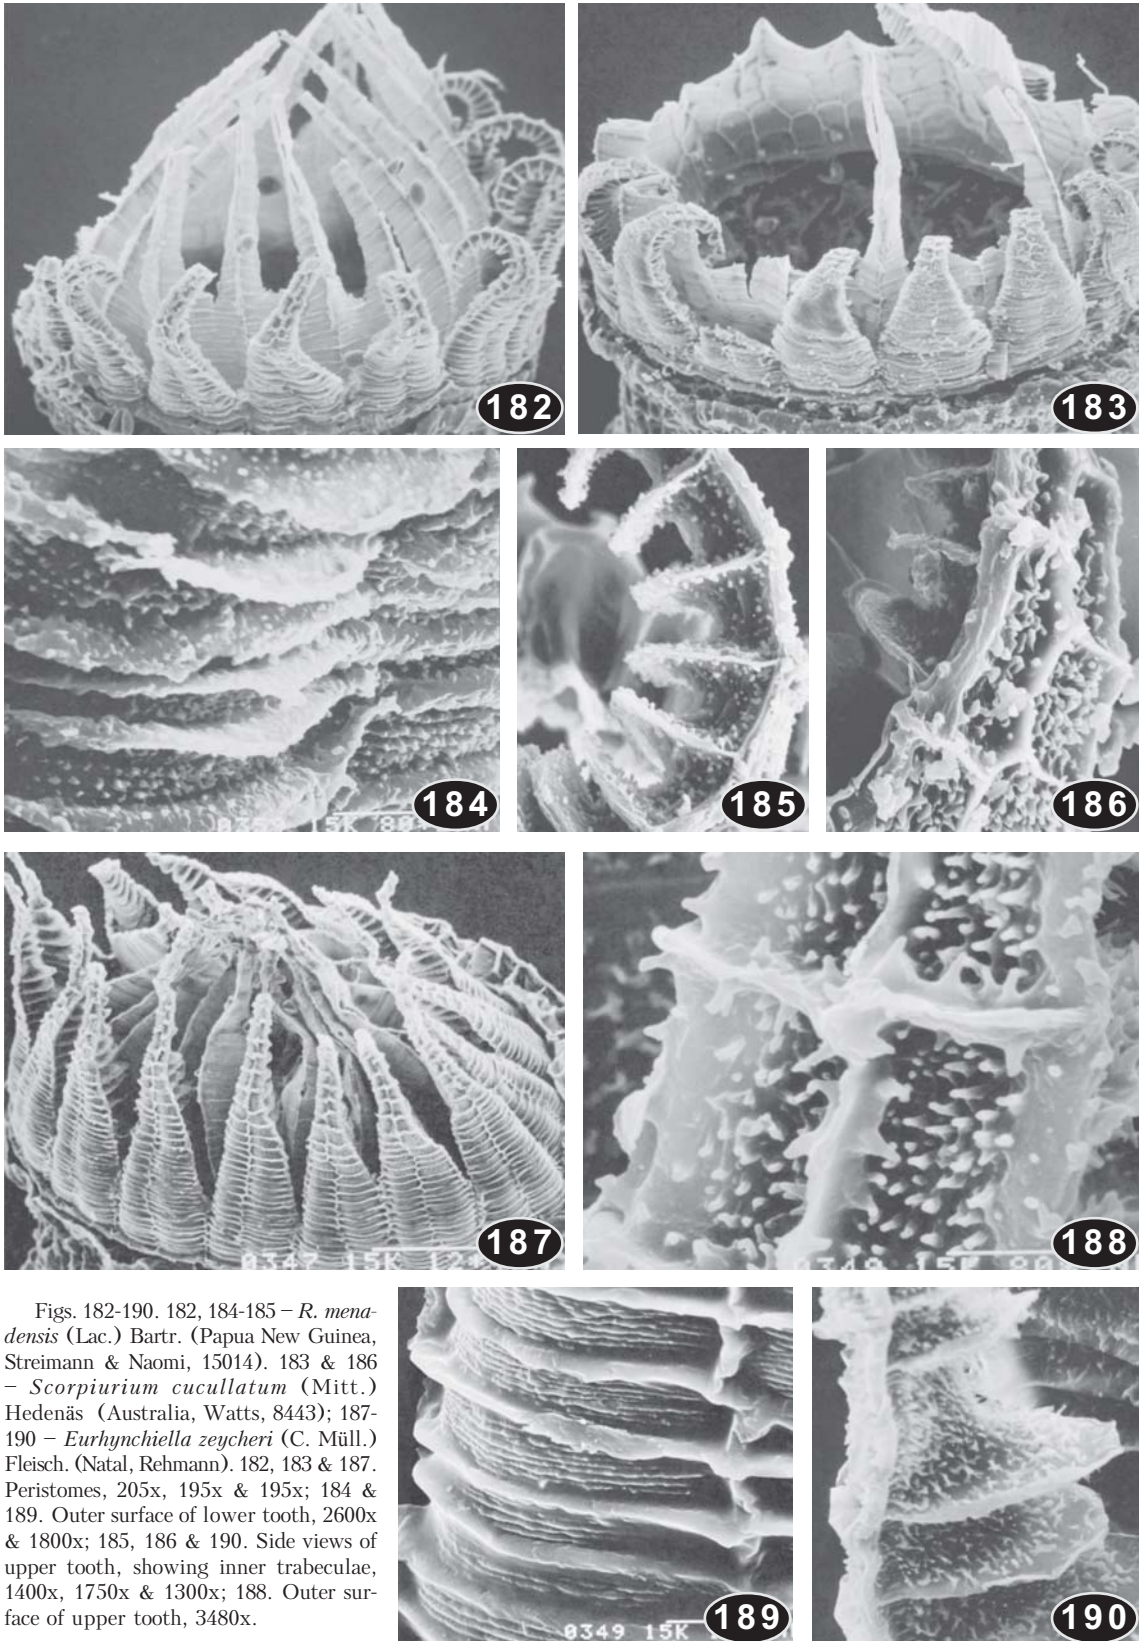 182
183
184
185
186
187
188
0347 15K
15K
Figs. 182-190. 182, 184-185 – R. mena-
densis (Lac.) Bartr. (Papua New Guinea,
Streimann & Naomi, 15014). 183 & 186
– Scorpiurium cucullatum (Mitt.)
Hedenäs (Australia, Watts, 8443); 187-
190 – Eurhynchiella zeycheri (C. Müll.)
Fleisch. (Natal, Rehmann). 182, 183 & 187.
Peristomes, 205x, 195x & 195x; 184 &
189. Outer surface of lower tooth, 2600x
& 1800x; 185, 186 & 190. Side views of
upper tooth, showing inner trabeculae,
1400x, 1750x & 1300x; 188. Outer sur-
face of upper tooth, 3480x.
0349 15K
189
190